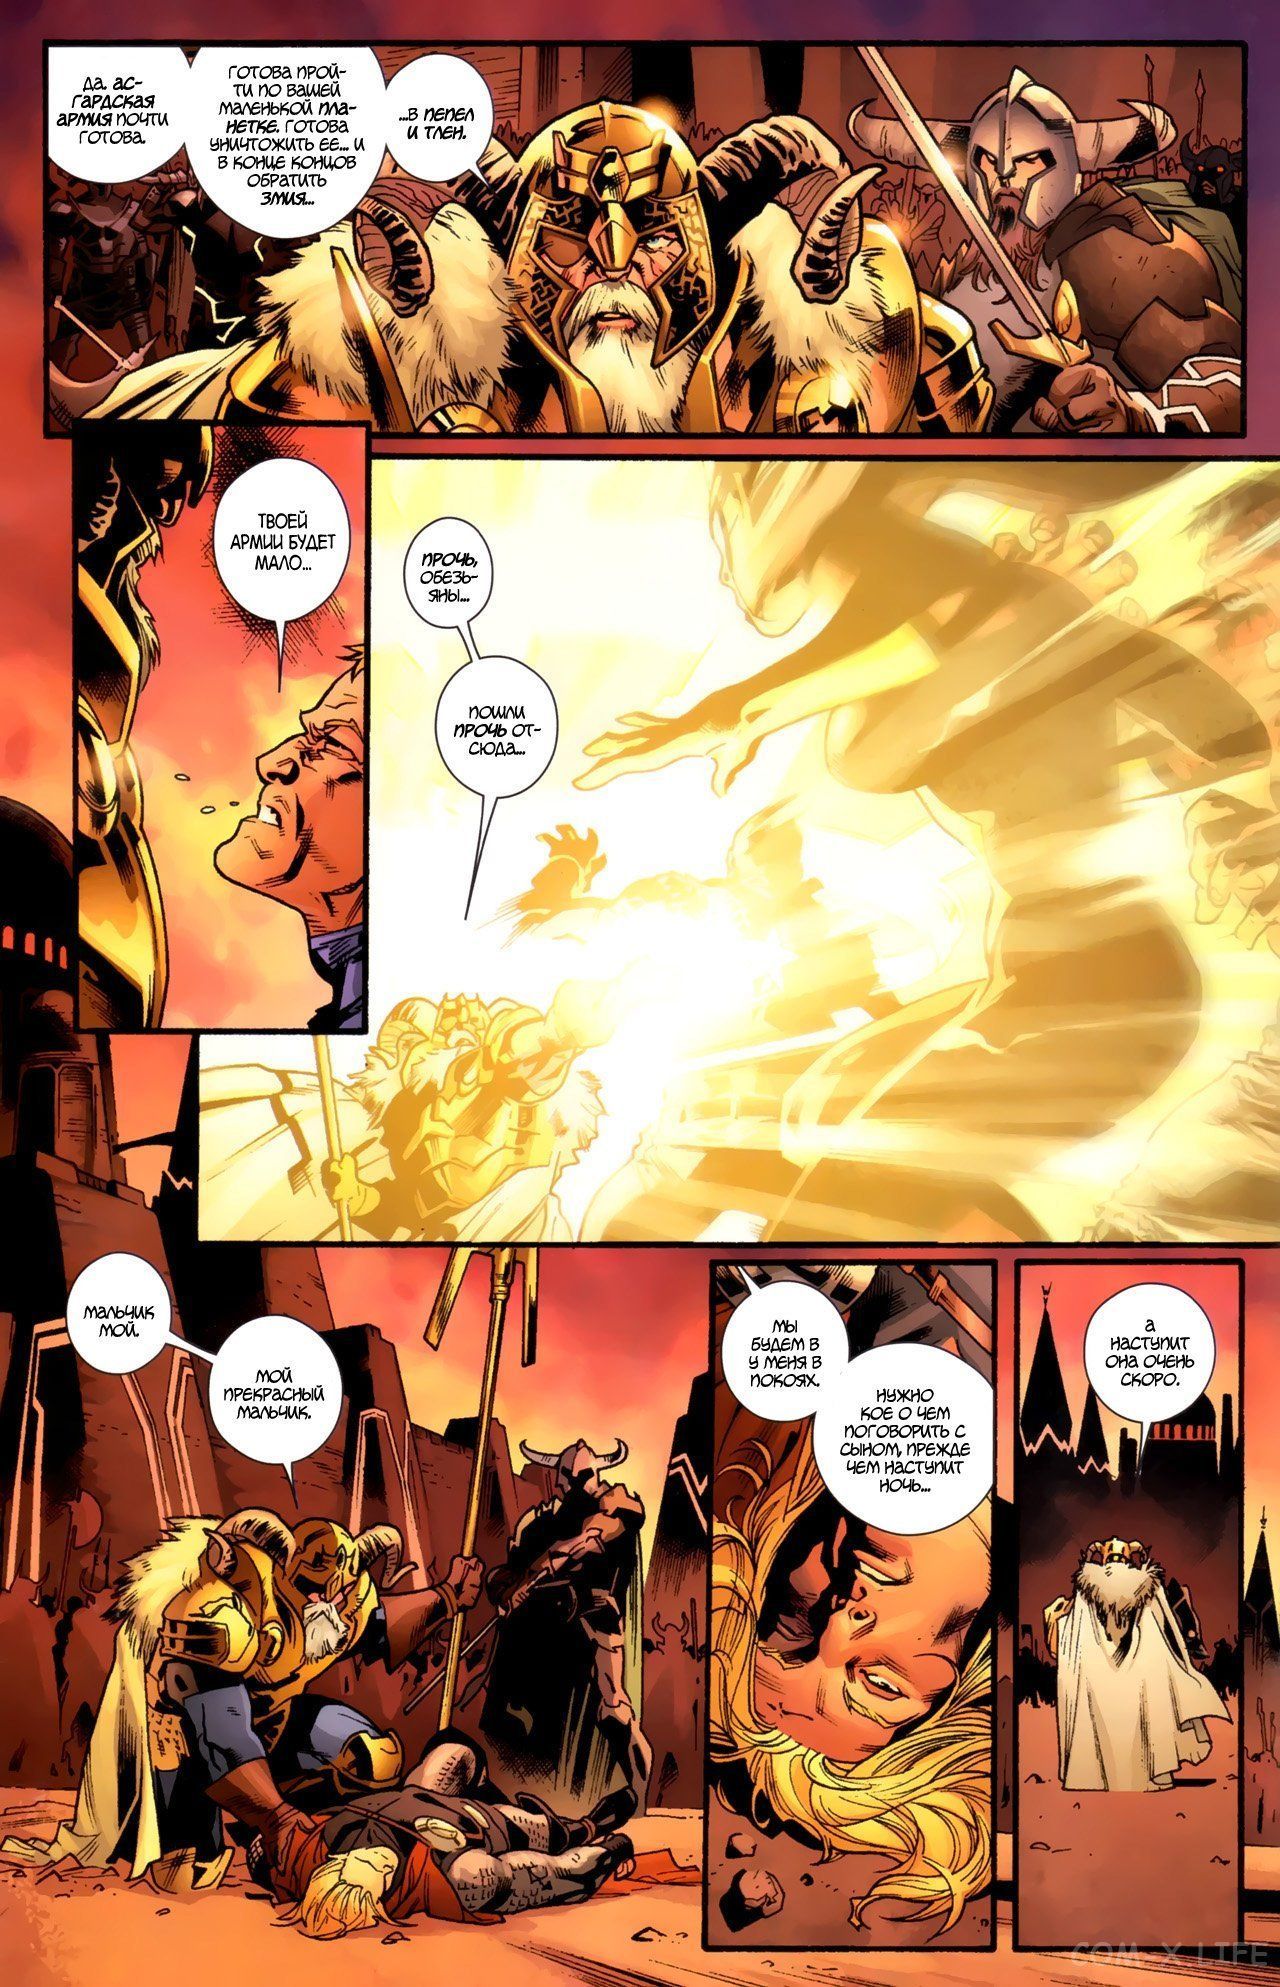 ДА. АС-
ГАРДСКАЯ
АРМИЯ ПОЧТИ
ГОТОВА.
ГОТОВА ПРОЙ-
ТИ ПО ВАШЕЙ
МАЛЕНЬКОЙ ПЛА-
НЕТКЕ. ГОТОВА
УНИЧТОЖИТЬ ЕЕ... И
В КОНЦЕ КОНЦОВ
ОБРАТИТЬ
ЗМИЯ...
...В ПЕПЕЛ
И ТЛЕН.
ТВОЕЙ
АРМИИ БУДЕТ
МАЛО...
ПРОЧЬ,
ОБЕЗЬ-
ЯНЫ...
ПОШЛИ
ПРОЧЬ ОТ-
СЮДА...
МАЛЬЧИК
МОЙ.
МОЙ
ПРЕКРАСНЫЙ
МАЛЬЧИК.
МЫ
БУДЕМ В
У МЕНЯ В
ПОКОЯХ.
НУЖНО
КОЕ О ЧЕМ
ПОГОВОРИТЬ С
СЫНОМ, ПРЕЖДЕ
ЧЕМ НАСТУПИТ
НОЧЬ...
А
НАСТУПИТ
ОНА ОЧЕНЬ
СКОРО.
COM-X.LIFE